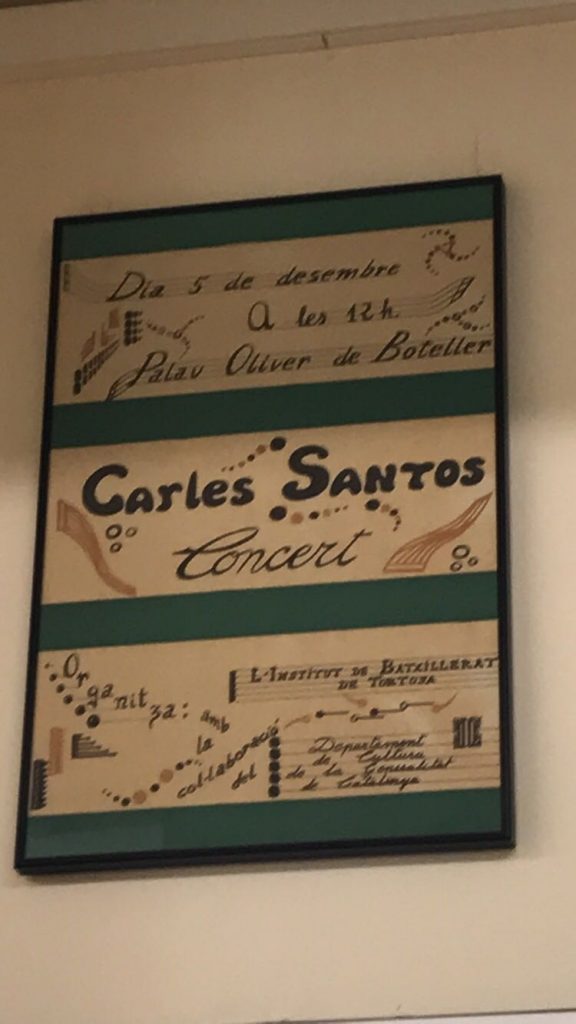 Dia 5 de desembre
A les 12h
Palau Oliver de Boteller
Carles Santos
Concert
Organitza:
L'Institut de Batxillerat
de Tortosa
amb
la
col·laboració
del
Departament
de Cultura
de la Generalitat
de Catalunya